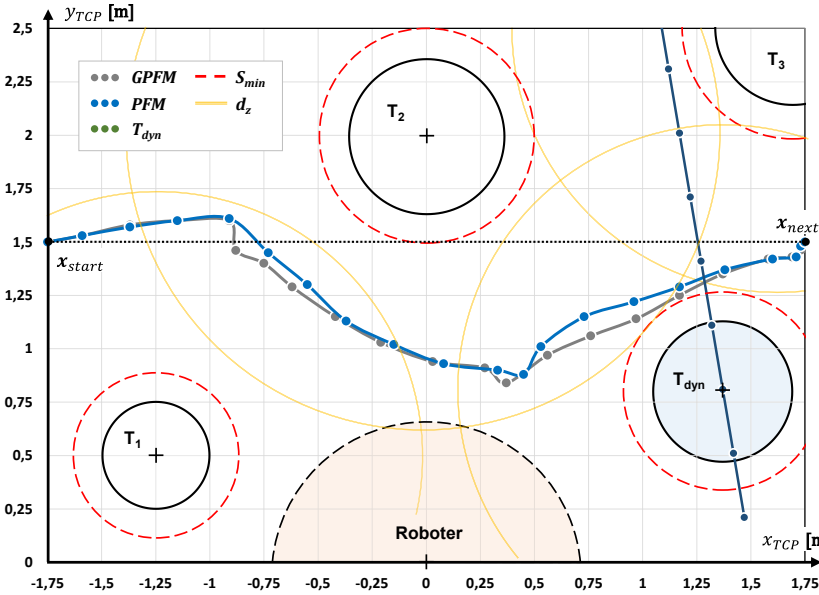 y_TCP [m]
2,5
2,25
2
1,75
1,5
1,25
1
0,75
0,5
0,25
0
GPFM
S_min
PFM
d_z
T_dyn
T_2
T_3
x_start
x_next
T_1
T_dyn
Roboter
x_TCP [m
-1,75 -1,5 -1,25 -1 -0,75 -0,5 -0,25 0 0,25 0,5 0,75 1 1,25 1,5 1,75